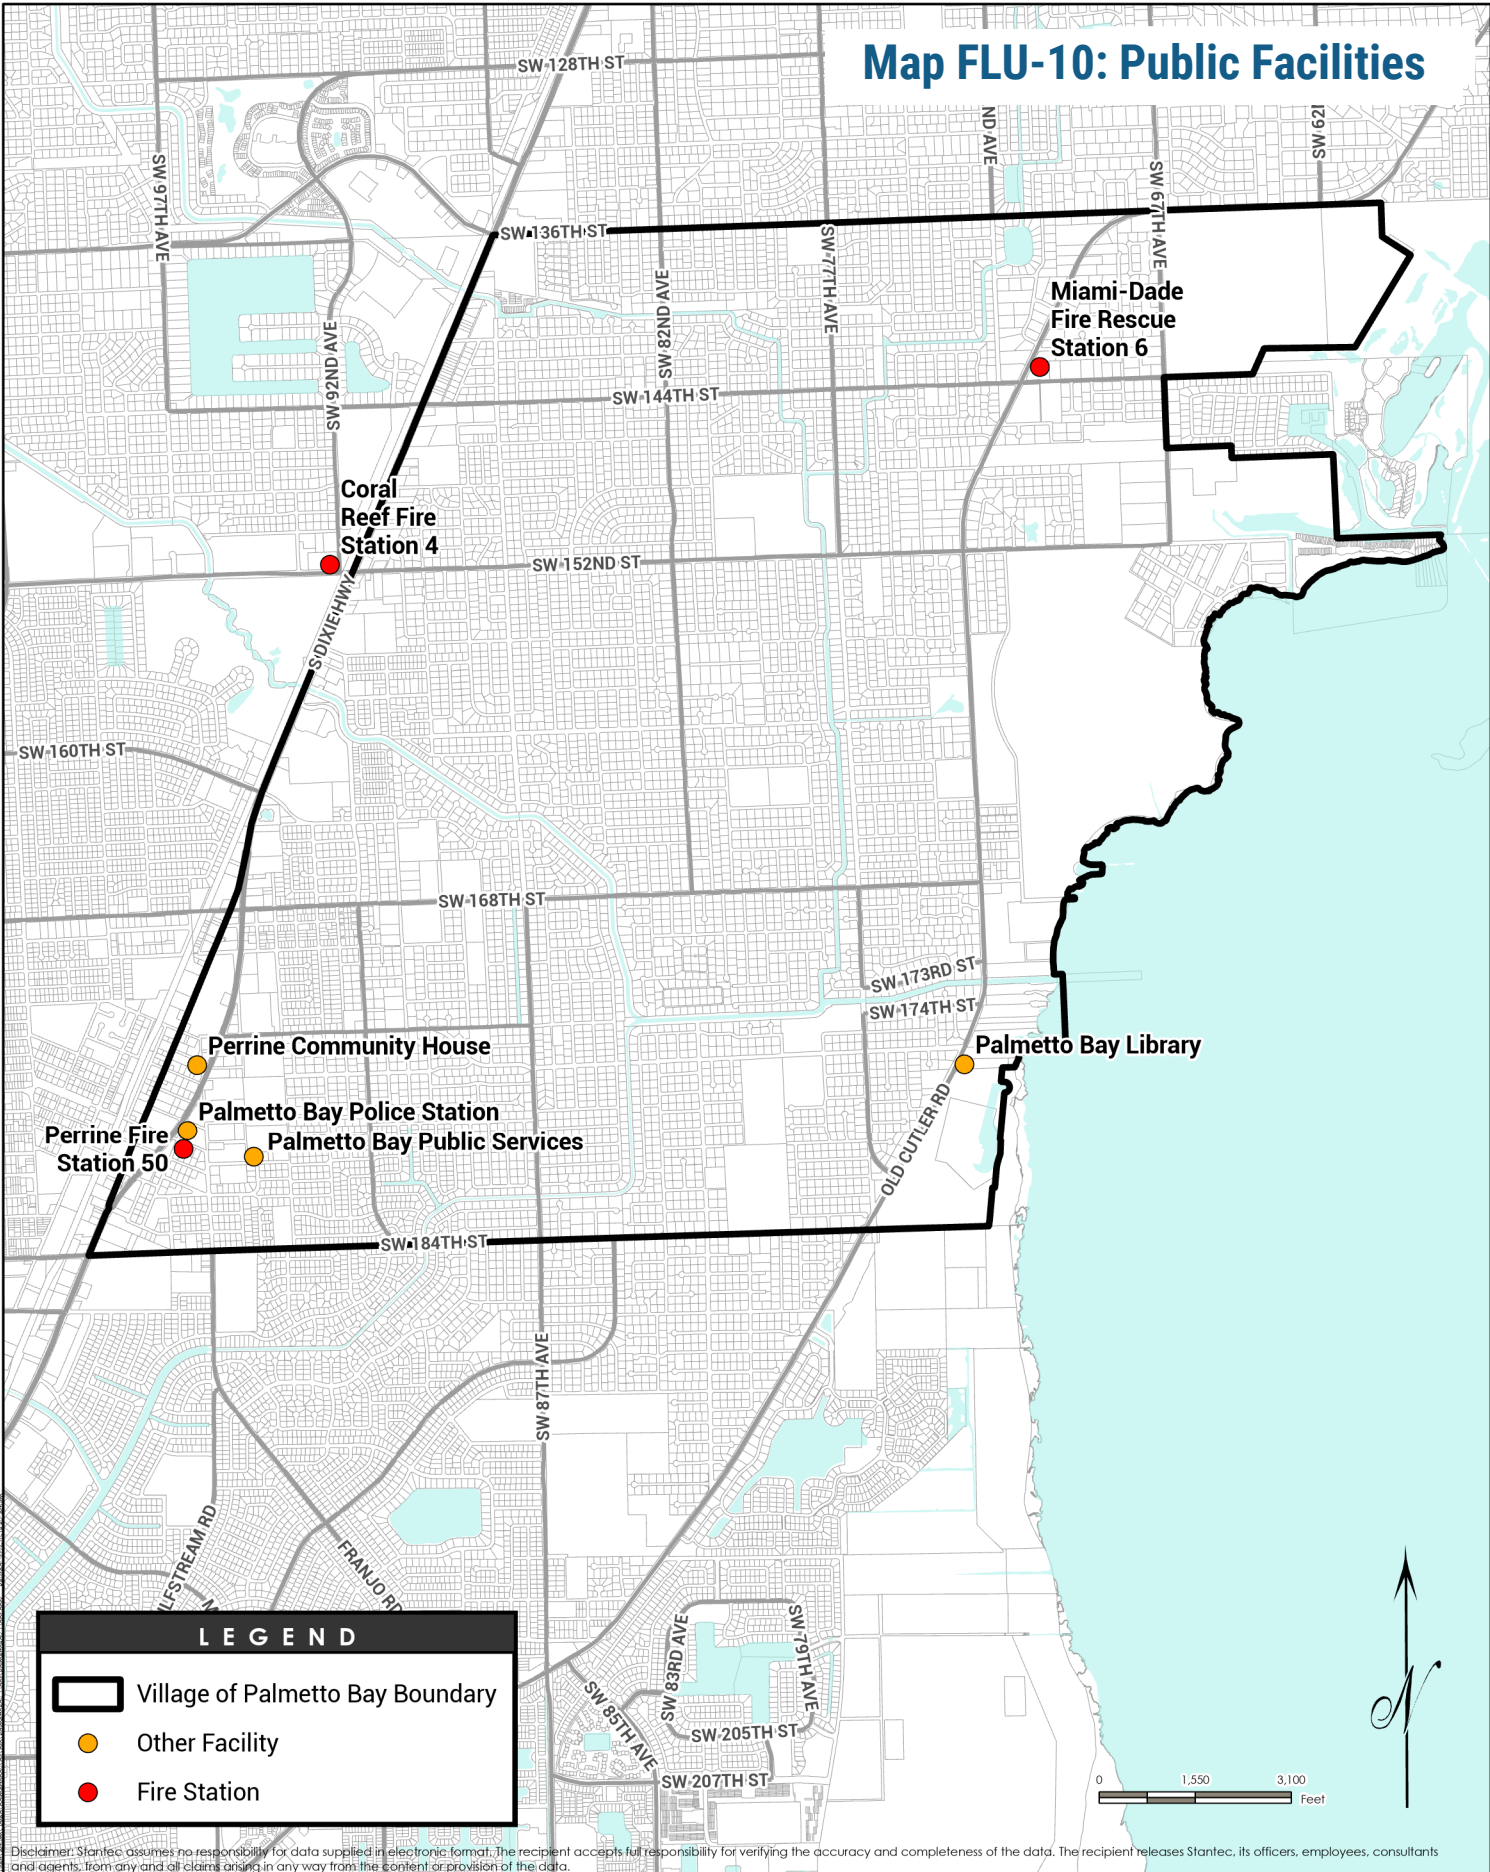 Map FLU-10: Public Facilities
SW 128TH ST
ND AVE
SW 62
SW 97TH AVE
SW 67TH AVE
SW 136TH ST
SW 77TH AVE
SW 82ND AVE
Miami-Dade
Fire Rescue
Station 6
SW 92ND AVE
SW 144TH ST
Coral
Reef Fire
Station 4
SW 152ND ST
S DIXIE HWY
SW 160TH ST
SW 168TH ST
SW 173RD ST
SW 174TH ST
Perrine Community House
Palmetto Bay Library
Palmetto Bay Police Station
Perrine Fire
Station 50
Palmetto Bay Public Services
OLD CUTLER RD
SW 184TH ST
SW 87TH AVE
LFSTREAM RD
FRANJO RD
SW 83RD AVE
SW 79TH AVE
SW 85TH AVE
SW 205TH ST
SW 207TH ST
LEGEND
Village of Palmetto Bay Boundary
Other Facility
Fire Station
N
0 1,550 3,100
Feet
Disclaimer: Stantec assumes no responsibility for data supplied in electronic format. The recipient accepts full responsibility for verifying the accuracy and completeness of the data. The recipient releases Stantec, its officers, employees, consultants
and agents, from any and all claims arising in any way from the content or provision of the data.